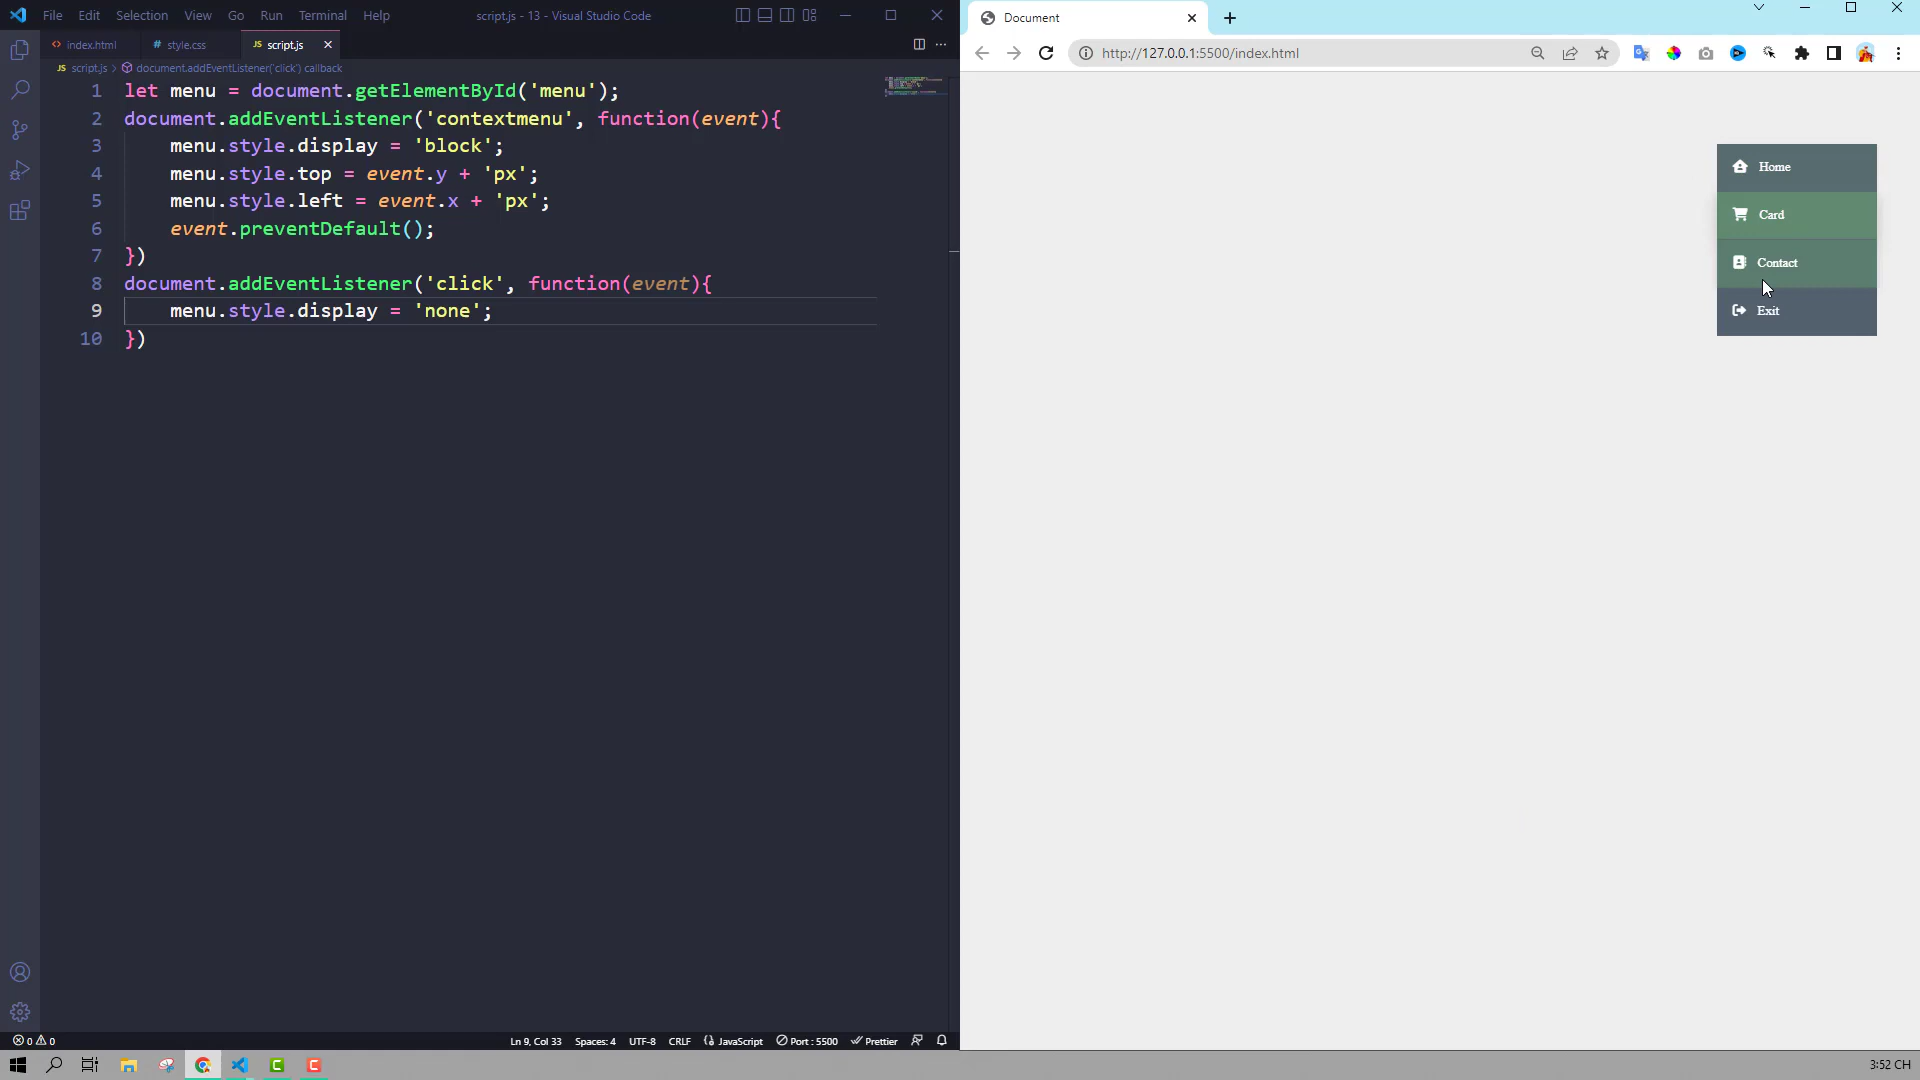 File Edit Selection View Go Run Terminal Help
script.js - 13 - Visual Studio Code
index.html
# style.css
JS script.js
JS script.js > document.addEventListener('click') callback
1 let menu = document.getElementById('menu');
2 document.addEventListener('contextmenu', function(event){
3 menu.style.display = 'block';
4 menu.style.top = event.y + 'px';
5 menu.style.left = event.x + 'px';
6 event.preventDefault();
7 })
8 document.addEventListener('click', function(event){
9 menu.style.display = 'none';
10 })
0 0
Ln 9, Col 33
Spaces: 4
UTF-8
CRLF
JavaScript
Port : 5500
Prettier
Document
http://127.0.0.1:5500/index.html
Home
Card
Contact
Exit
3:52 CH